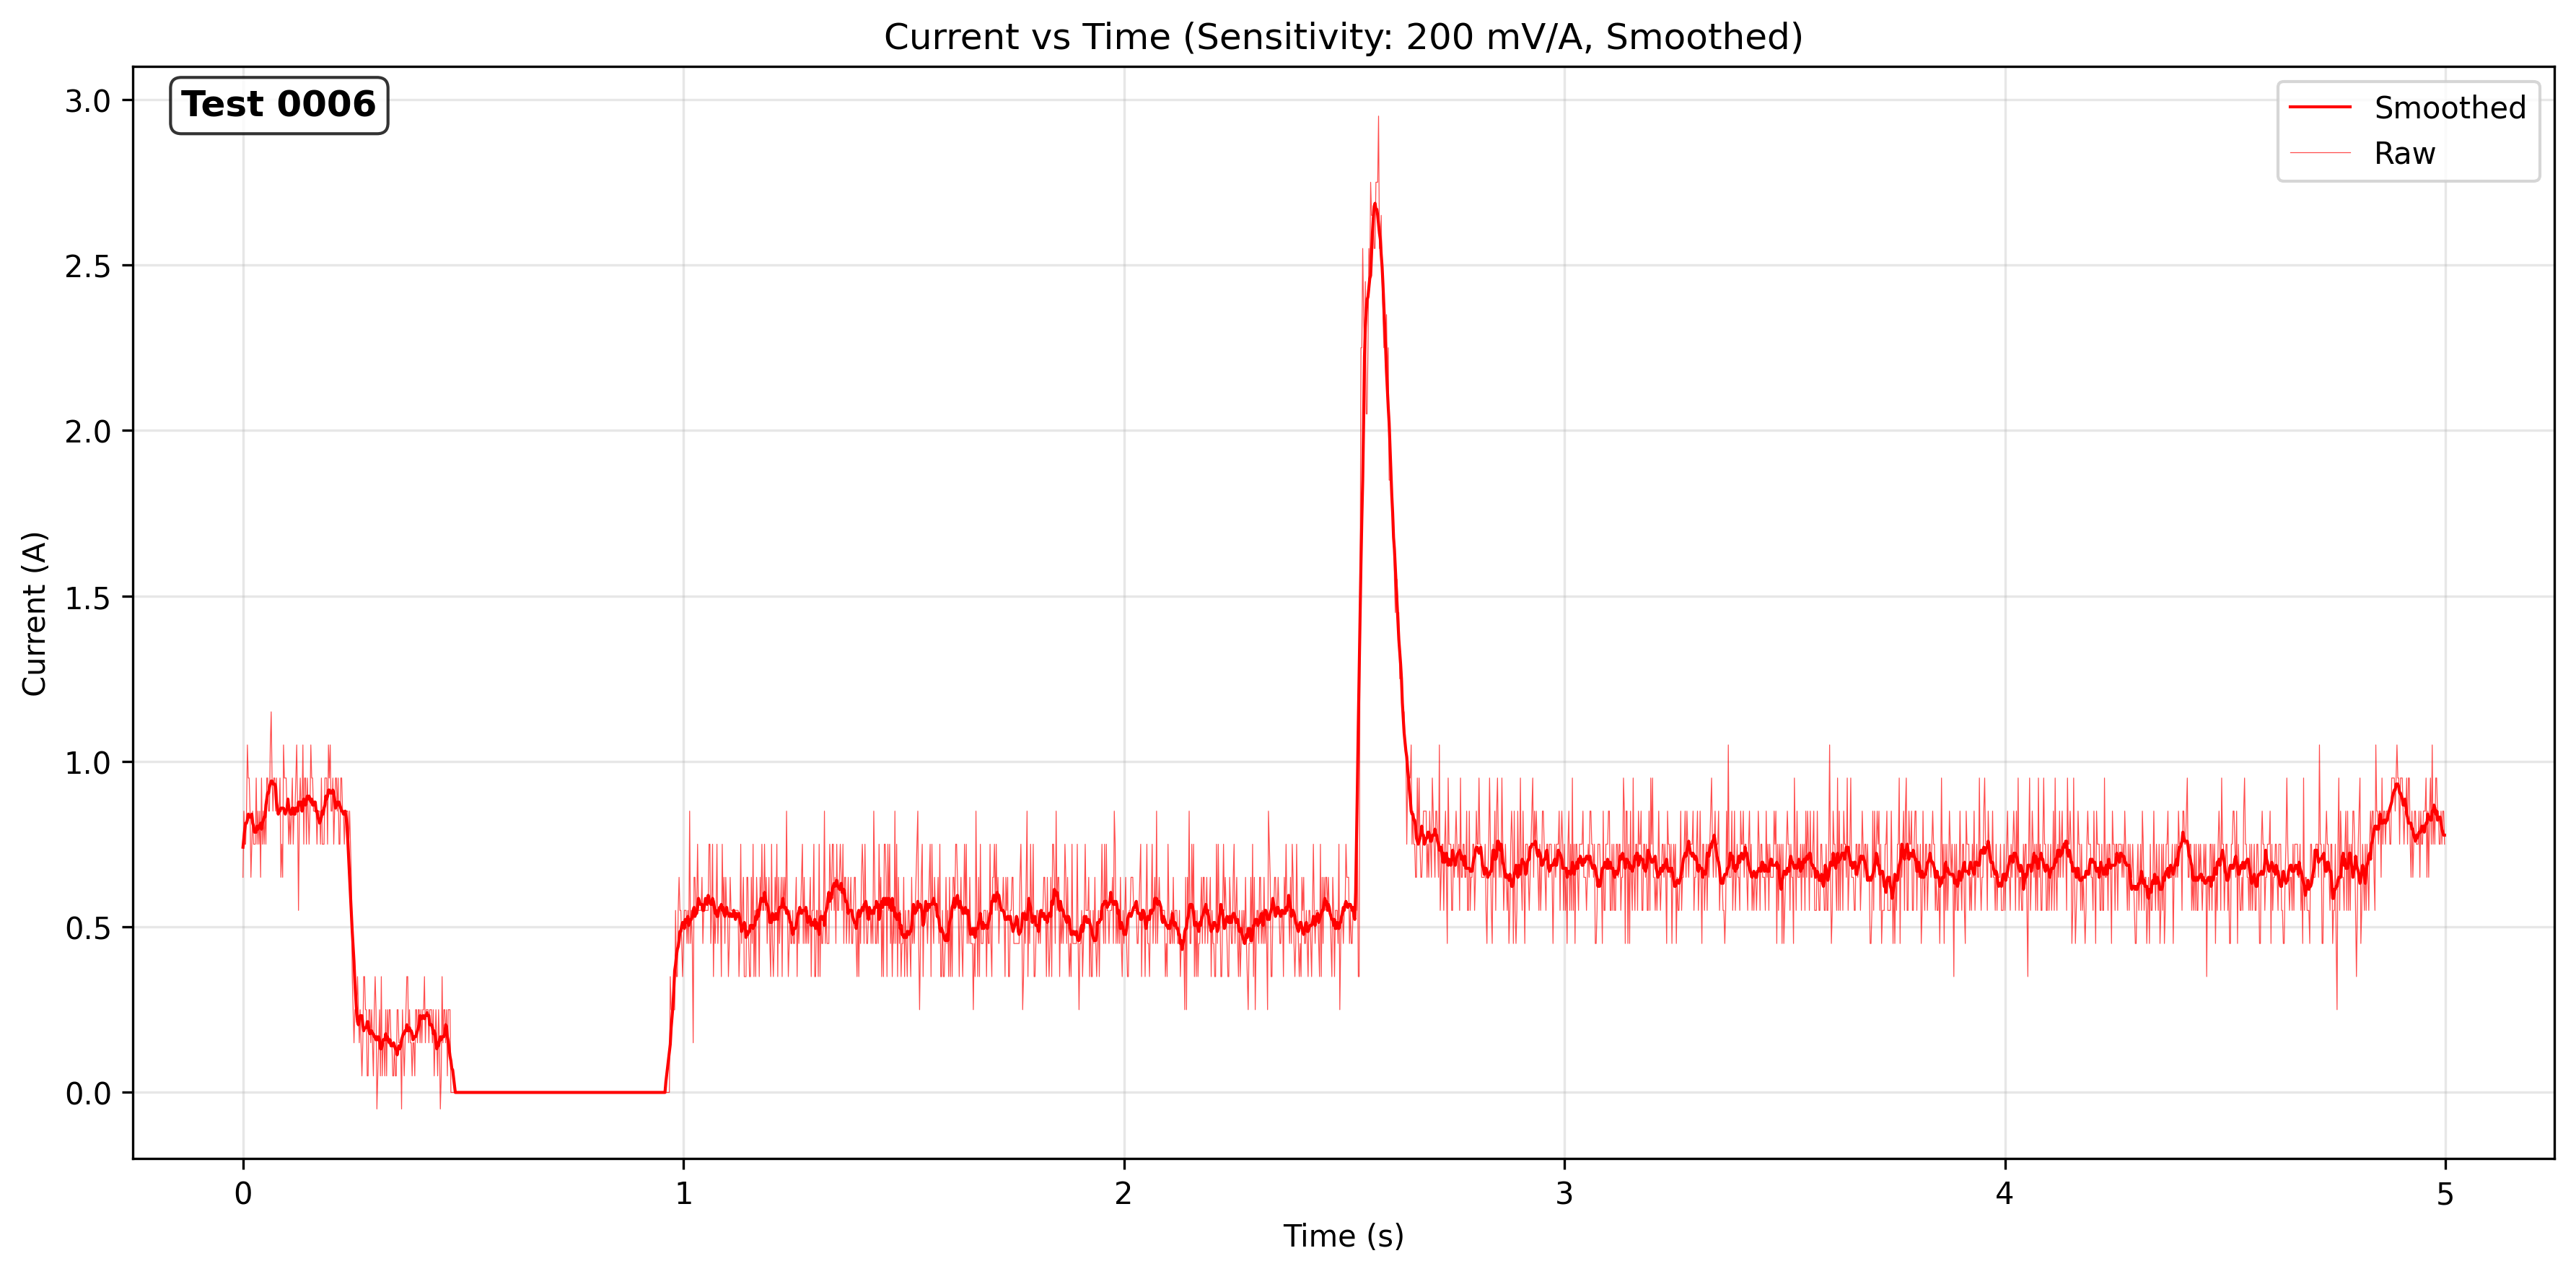 Current vs Time (Sensitivity: 200 mV/A, Smoothed)
Test 0006
Smoothed
Raw
3.0
2.5
2.0
1.5
1.0
0.5
0.0
Current (A)
0 1 2 3 4 5
Time (s)